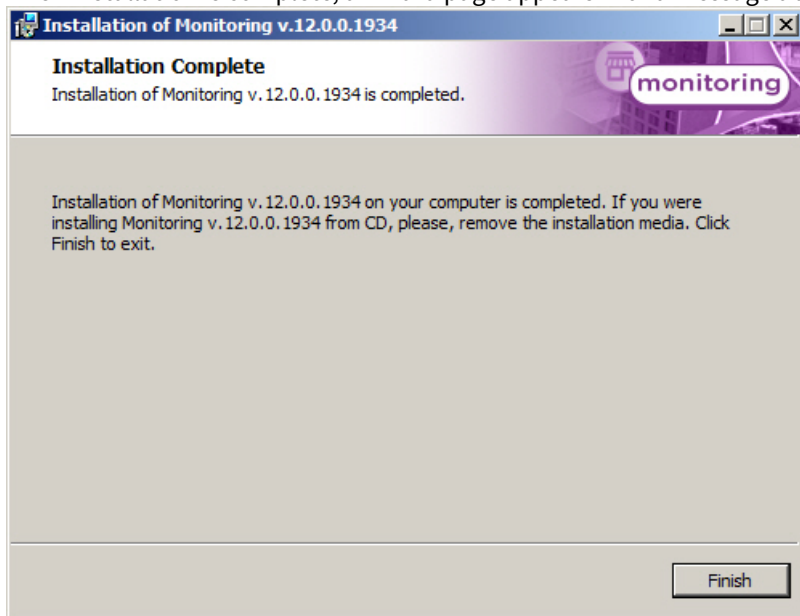 Installation of Monitoring v.12.0.0.1934
Installation Complete
Installation of Monitoring v.12.0.0.1934 is completed.
monitoring
Installation of Monitoring v.12.0.0.1934 on your computer is completed. If you were
installing Monitoring v.12.0.0.1934 from CD, please, remove the installation media. Click
Finish to exit.
Finish